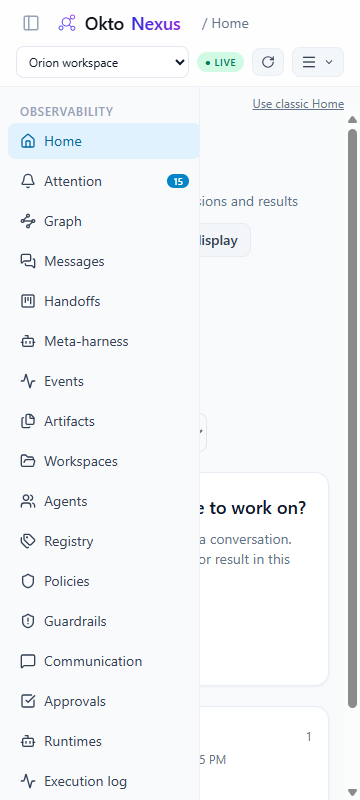 Okto Nexus / Home
Orion workspace LIVE
Use classic Home
OBSERVABILITY
Home
Attention 15
sions and results
Graph
display
Messages
Handoffs
Meta-harness
Events
Artifacts
Workspaces
Agents
e to work on?
Registry
a conversation.
or result in this
Policies
Guardrails
Communication
Approvals
Runtimes
1
5 PM
Execution log